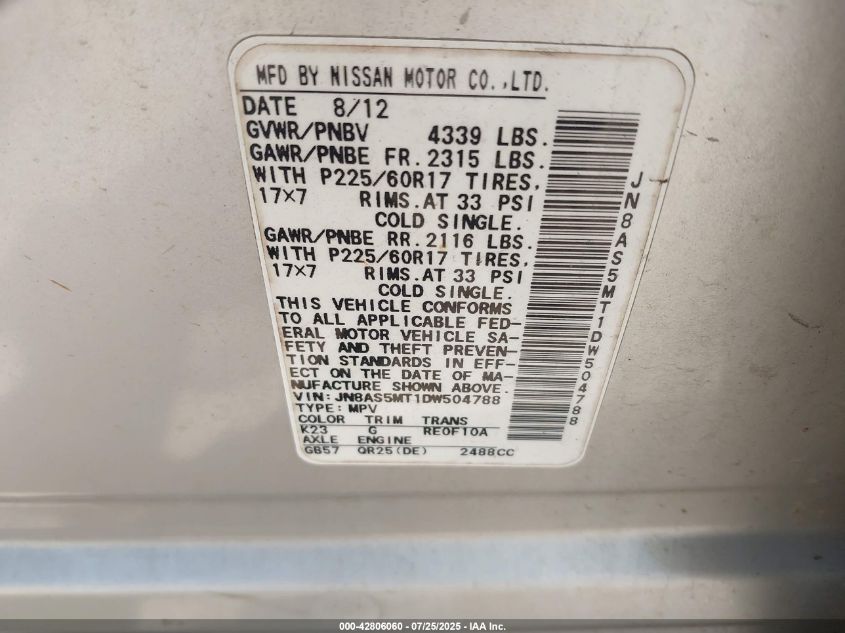 MFD BY NISSAN MOTOR CO.,LTD.
DATE 8/12
GVWR/PNBV 4339 LBS.
GAWR/PNBE FR. 2315 LBS.
WITH P225/60R17 TIRES,
17×7 RIMS.AT 33 PSI
COLD SINGLE.
GAWR/PNBE RR. 2116 LBS.
WITH P225/60R17 TIRES,
17×7 RIMS.AT 33 PSI
COLD SINGLE.
THIS VEHICLE CONFORMS
TO ALL APPLICABLE FED-
ERAL MOTOR VEHICLE SA-
FETY AND THEFT PREVEN-
TION STANDARDS IN EFF-
ECT ON THE DATE OF MA-
NUFACTURE SHOWN ABOVE.
VIN: JN8AS5MT1DW504788
TYPE: MPV
COLOR TRIM TRANS
K23 G RE0F10A
AXLE ENGINE
GB57 QR25(DE) 2488CC
JN8AS5MT1DW504788
000-42806060 - 07/25/2025 - IAA Inc.